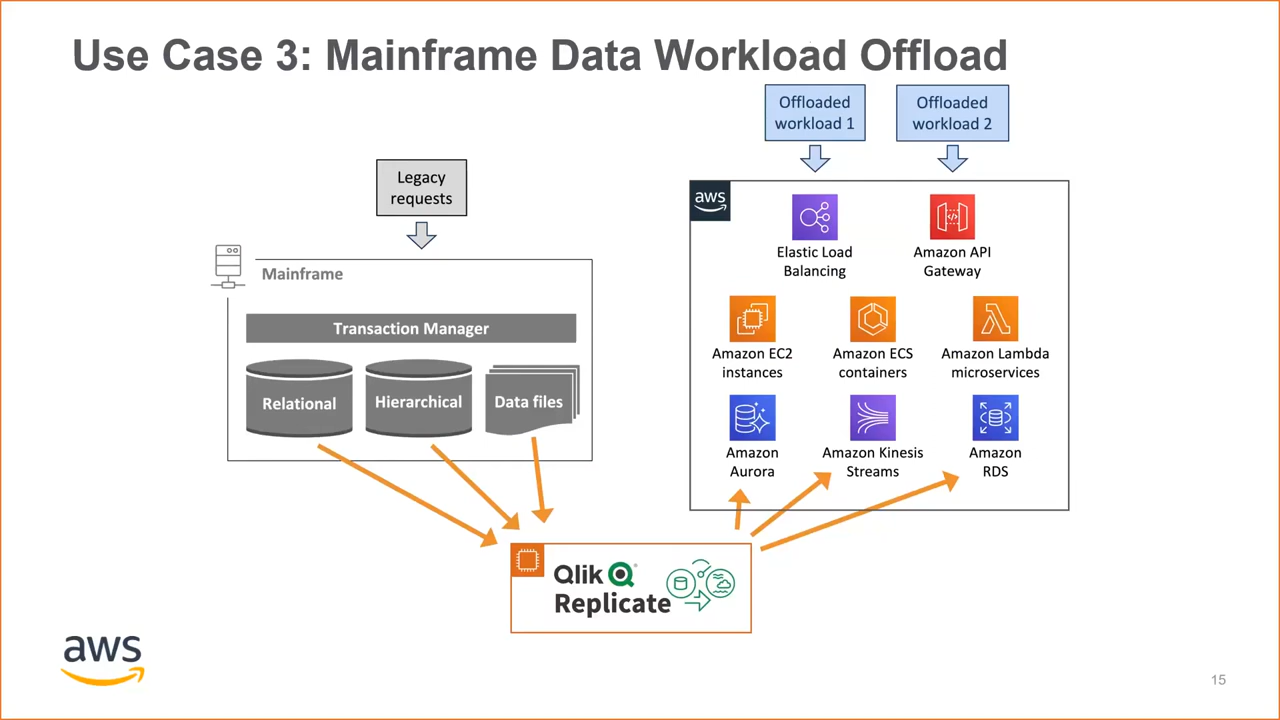 Use Case 3: Mainframe Data Workload Offload
Offloaded
workload 1
Offloaded
workload 2
Legacy
requests
Mainframe
Transaction Manager
Relational
Hierarchical
Data files
aws
Elastic Load
Balancing
Amazon API
Gateway
Amazon EC2
instances
Amazon ECS
containers
Amazon Lambda
microservices
Amazon
Aurora
Amazon Kinesis
Streams
Amazon
RDS
Qlik
Replicate
aws
15